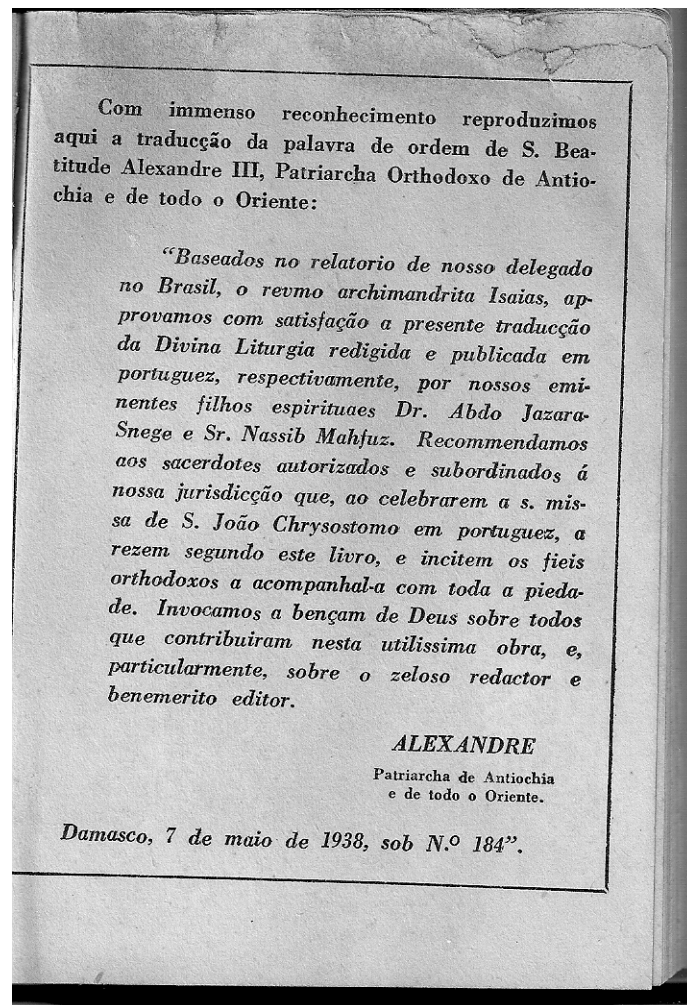 Com immenso reconhecimento reproduzimos
aqui a traducção da palavra de ordem de S. Bea-
titude Alexandre III, Patriarcha Orthodoxo de Antio-
chia e de todo o Oriente:
“Baseados no relatorio de nosso delegado
no Brasil, o revmo archimandrita Isaias, ap-
provamos com satisfação a presente traducção
da Divina Liturgia redigida e publicada em
portuguez, respectivamente, por nossos emi-
nentes filhos espirituaes Dr. Abdo Jazara-
Snege e Sr. Nassib Mahfuz. Recommendamos
aos sacerdotes autorizados e subordinados á
nossa jurisdicção que, ao celebrarem a s. mis-
sa de S. João Chrysostomo em portuguez, a
rezem segundo este livro, e incitem os fieis
orthodoxos a acompanhal-a com toda a pieda-
de. Invocamos a bençam de Deus sobre todos
que contribuiram nesta utilissima obra, e,
particularmente, sobre o zeloso redactor e
benemerito editor.
ALEXANDRE
Patriarcha de Antiochia
e de todo o Oriente.
Damasco, 7 de maio de 1938, sob N.º 184”.